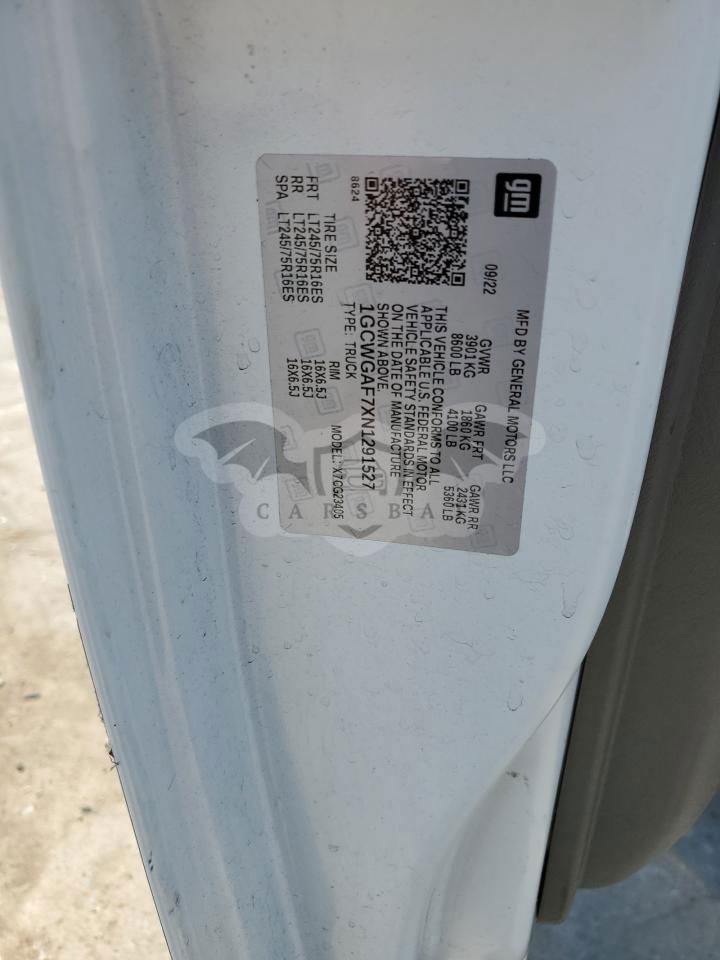 gm
MFD BY GENERAL MOTORS LLC
09/22
GVWR GAWR FRT GAWR RR
3901 KG 1860 KG 2431 KG
8600 LB 4100 LB 5360 LB
THIS VEHICLE CONFORMS TO ALL
APPLICABLE U.S. FEDERAL MOTOR
VEHICLE SAFETY STANDARDS IN EFFECT
ON THE DATE OF MANUFACTURE
SHOWN ABOVE.
1GCWGAF7XN1291527
TYPE: TRUCK MODEL: X7CG23405
8624
TIRE SIZE RIM
FRT LT245/75R16ES 16X6.5J
RR LT245/75R16ES 16X6.5J
SPA LT245/75R16ES 16X6.5J
CARSBA